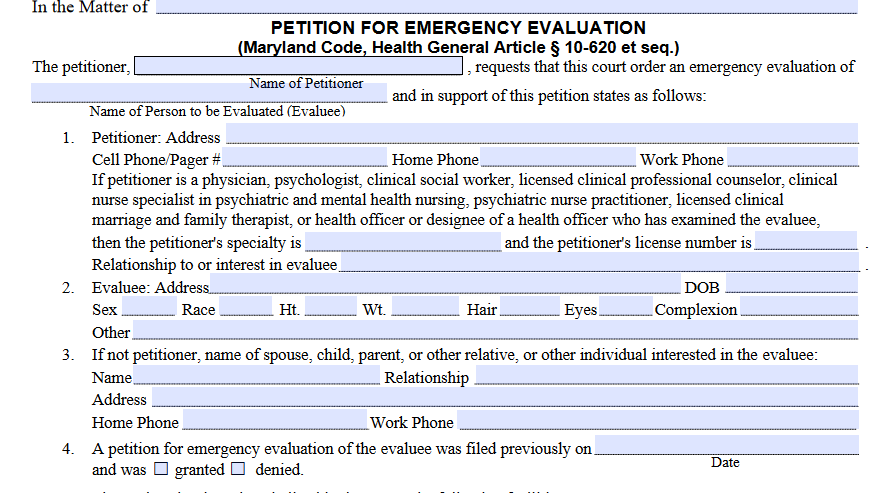 In the Matter of
PETITION FOR EMERGENCY EVALUATION
(Maryland Code, Health General Article § 10-620 et seq.)
The petitioner, , requests that this court order an emergency evaluation of
Name of Petitioner
and in support of this petition states as follows:
Name of Person to be Evaluated (Evaluee)
1. Petitioner: Address
Cell Phone/Pager # Home Phone Work Phone
If petitioner is a physician, psychologist, clinical social worker, licensed clinical professional counselor, clinical
nurse specialist in psychiatric and mental health nursing, psychiatric nurse practitioner, licensed clinical
marriage and family therapist, or health officer or designee of a health officer who has examined the evaluee,
then the petitioner's specialty is and the petitioner's license number is .
Relationship to or interest in evaluee .
2. Evaluee: Address DOB
Sex Race Ht. Wt. Hair Eyes Complexion
Other
3. If not petitioner, name of spouse, child, parent, or other relative, or other individual interested in the evaluee:
Name Relationship
Address
Home Phone Work Phone
4. A petition for emergency evaluation of the evaluee was filed previously on
Date
and was ☐ granted ☐ denied.